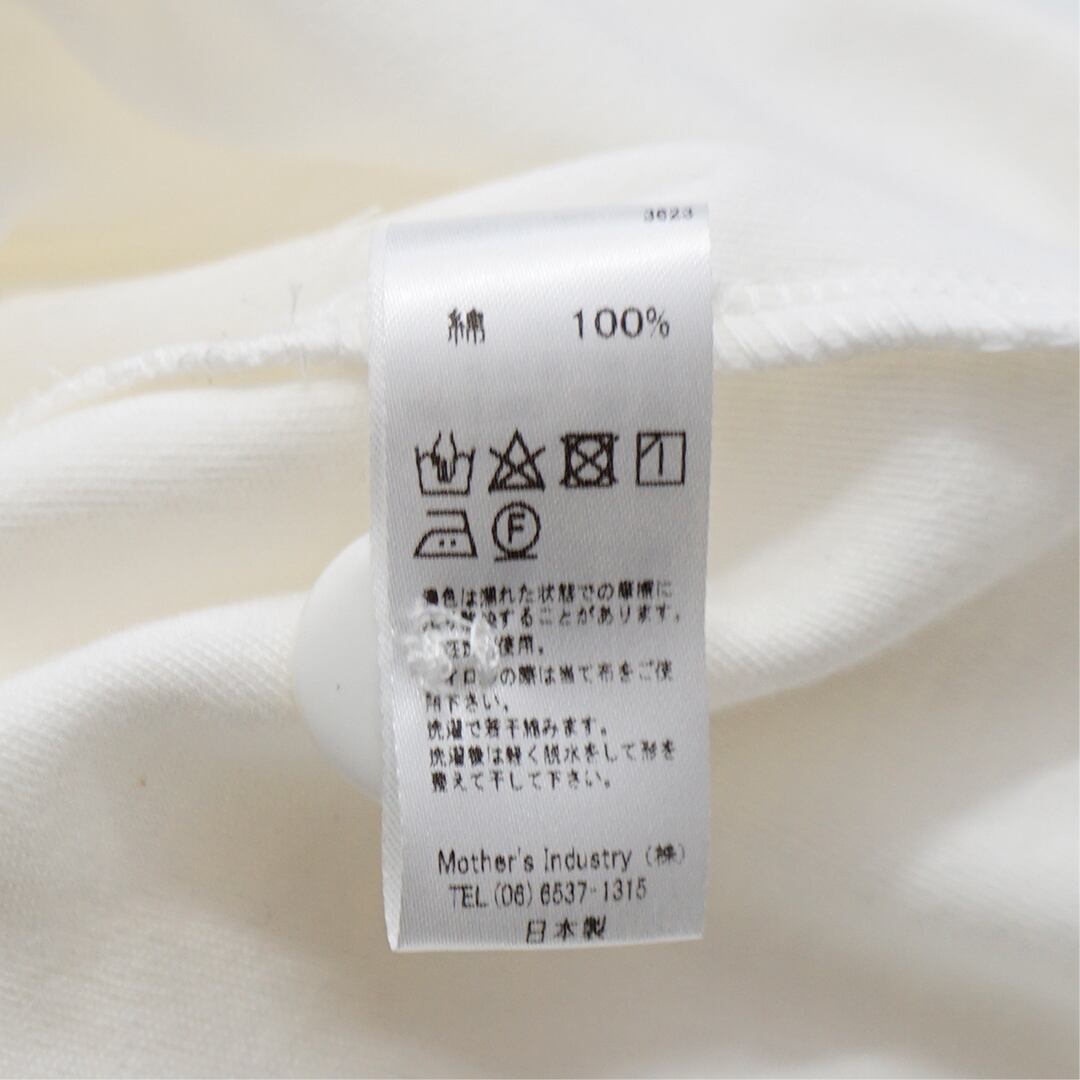 3623
綿 100%
F
濃色は濡れた状態での摩擦に
することがあります。
使用。
の際は当て布をご使
用下さい。
洗濯で若干縮みます。
洗濯後は軽く脱水をして形を
整えて干して下さい。
Mother's Industry (株)
TEL(06)6537-1315
日本製